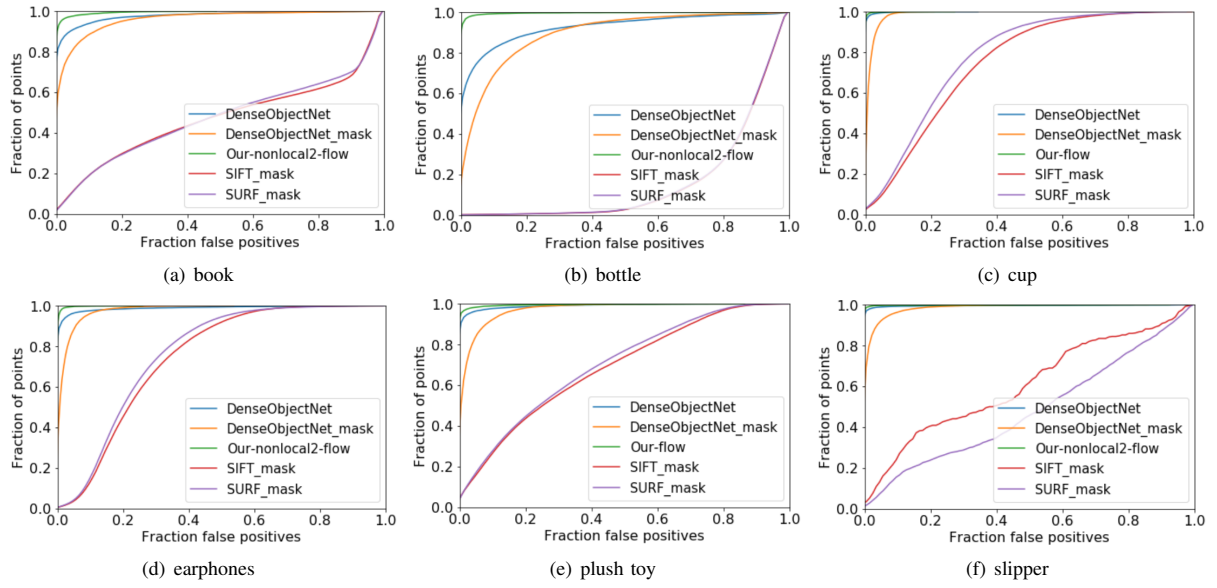 Fraction of points
1.0
0.8
0.6
0.4
0.2
0.0
DenseObjectNet
DenseObjectNet_mask
Our-nonlocal2-flow
SIFT_mask
SURF_mask
0.0 0.2 0.4 0.6 0.8 1.0
Fraction false positives
(a) book
Fraction of points
1.0
0.8
0.6
0.4
0.2
0.0
DenseObjectNet
DenseObjectNet_mask
Our-nonlocal2-flow
SIFT_mask
SURF_mask
0.0 0.2 0.4 0.6 0.8 1.0
Fraction false positives
(b) bottle
Fraction of points
1.0
0.8
0.6
0.4
0.2
0.0
DenseObjectNet
DenseObjectNet_mask
Our-flow
SIFT_mask
SURF_mask
0.0 0.2 0.4 0.6 0.8 1.0
Fraction false positives
(c) cup
Fraction of points
1.0
0.8
0.6
0.4
0.2
0.0
DenseObjectNet
DenseObjectNet_mask
Our-nonlocal2-flow
SIFT_mask
SURF_mask
0.0 0.2 0.4 0.6 0.8 1.0
Fraction false positives
(d) earphones
Fraction of points
1.0
0.8
0.6
0.4
0.2
0.0
DenseObjectNet
DenseObjectNet_mask
Our-flow
SIFT_mask
SURF_mask
0.0 0.2 0.4 0.6 0.8 1.0
Fraction false positives
(e) plush toy
Fraction of points
1.0
0.8
0.6
0.4
0.2
0.0
DenseObjectNet
DenseObjectNet_mask
Our-nonlocal2-flow
SIFT_mask
SURF_mask
0.0 0.2 0.4 0.6 0.8 1.0
Fraction false positives
(f) slipper